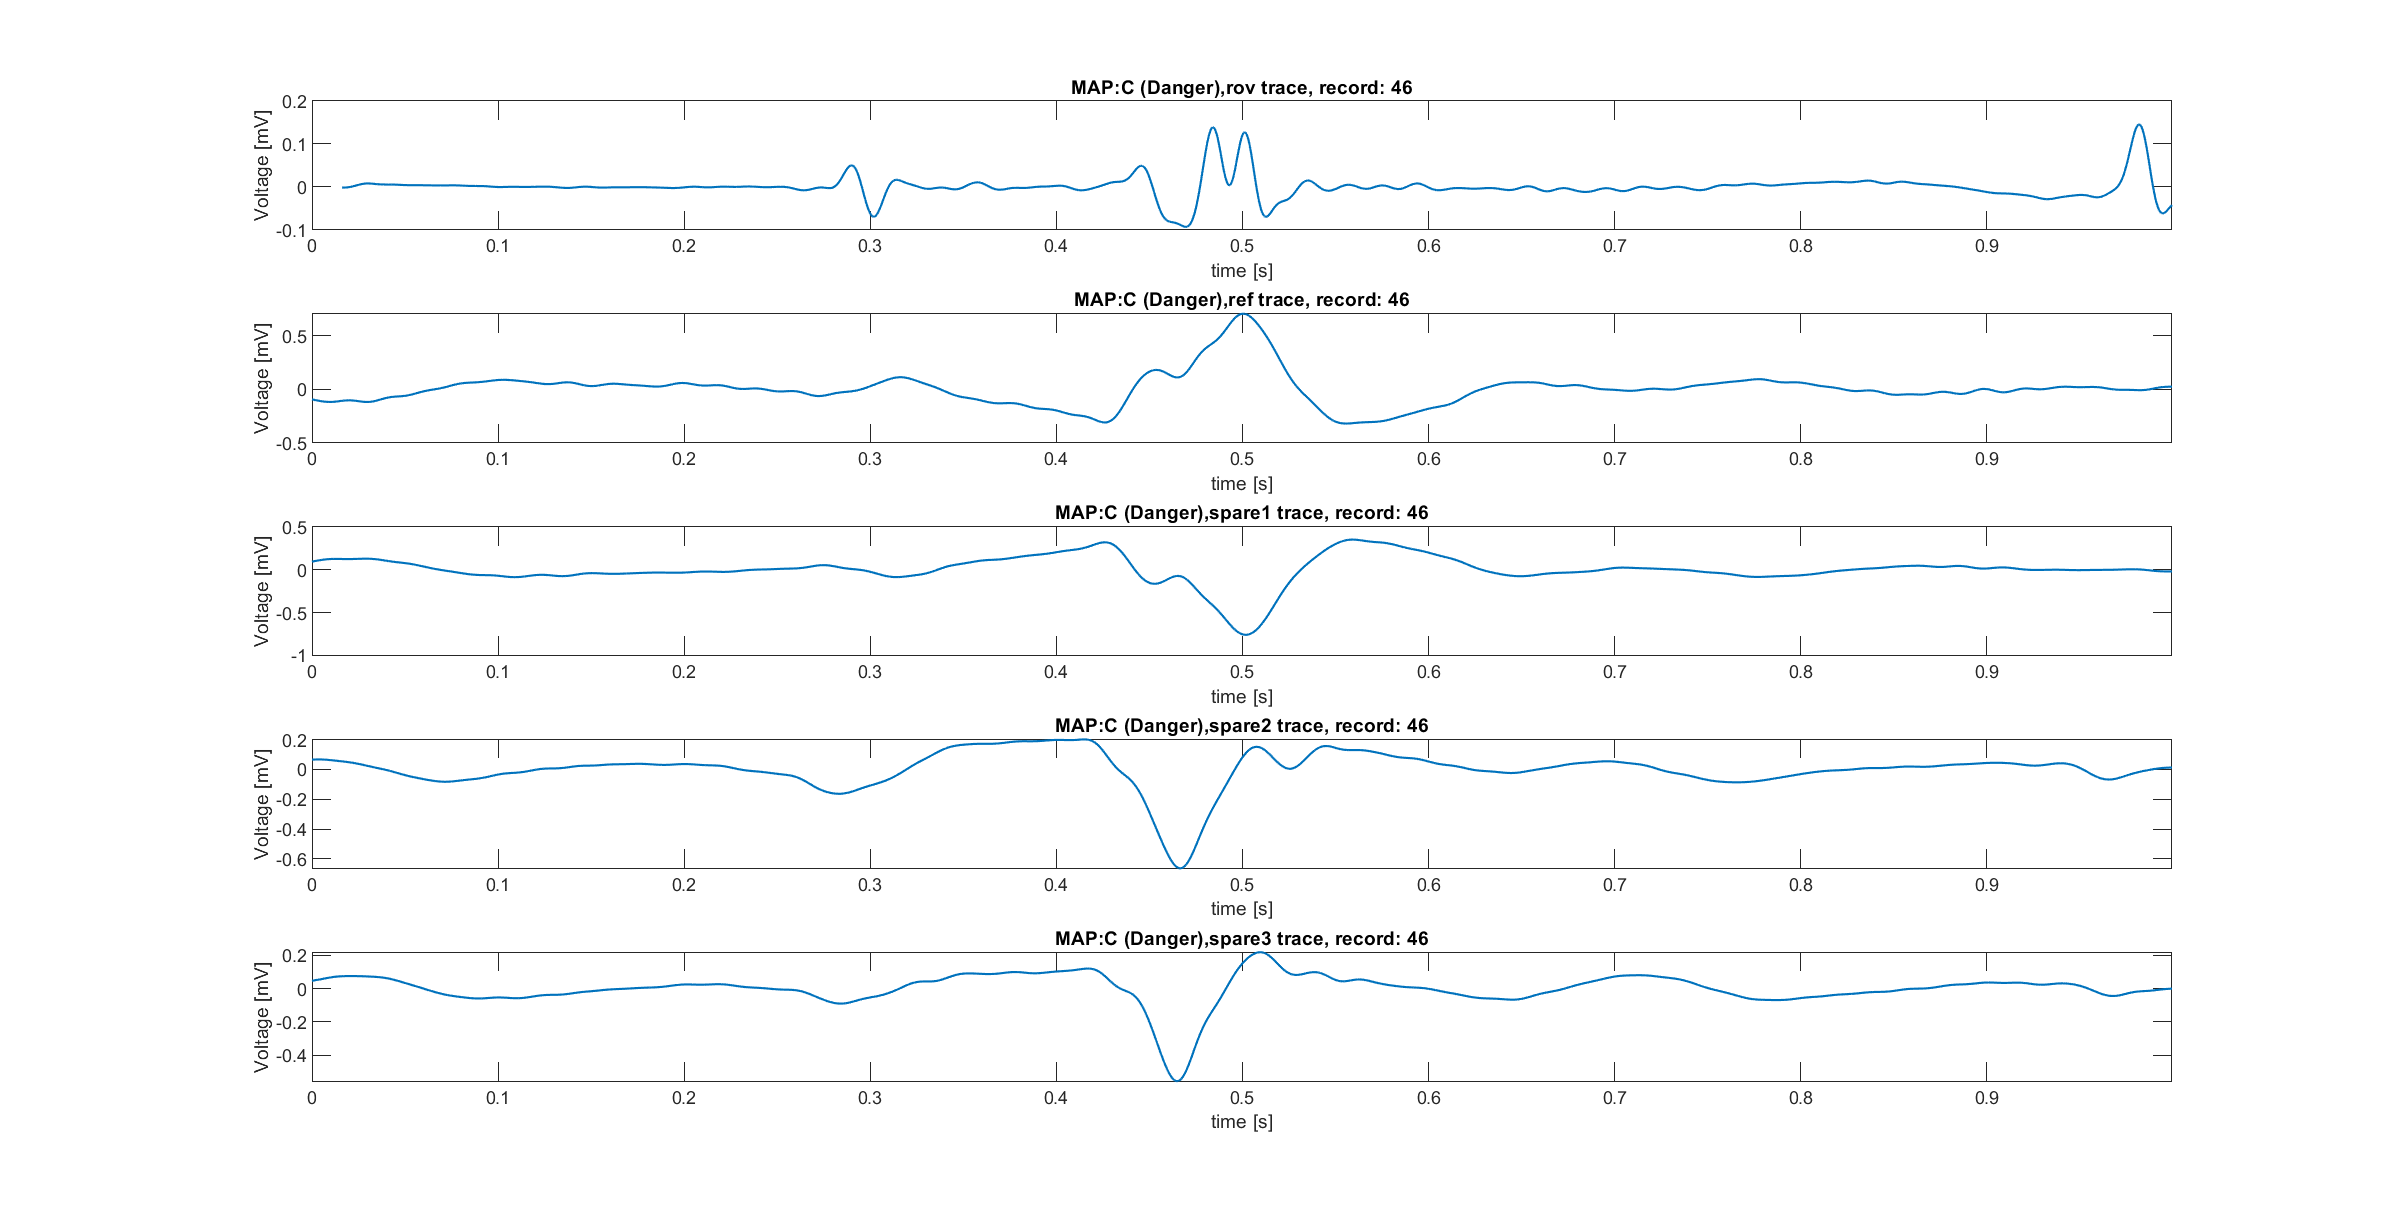 MAP:C (Danger),rov trace, record: 46
Voltage [mV]
0.2
0.1
0
-0.1
0 0.1 0.2 0.3 0.4 0.5 0.6 0.7 0.8 0.9
time [s]
MAP:C (Danger),ref trace, record: 46
Voltage [mV]
0.5
0
-0.5
0 0.1 0.2 0.3 0.4 0.5 0.6 0.7 0.8 0.9
time [s]
MAP:C (Danger),spare1 trace, record: 46
Voltage [mV]
0.5
0
-0.5
-1
0 0.1 0.2 0.3 0.4 0.5 0.6 0.7 0.8 0.9
time [s]
MAP:C (Danger),spare2 trace, record: 46
Voltage [mV]
0.2
0
-0.2
-0.4
-0.6
0 0.1 0.2 0.3 0.4 0.5 0.6 0.7 0.8 0.9
time [s]
MAP:C (Danger),spare3 trace, record: 46
Voltage [mV]
0.2
0
-0.2
-0.4
0 0.1 0.2 0.3 0.4 0.5 0.6 0.7 0.8 0.9
time [s]